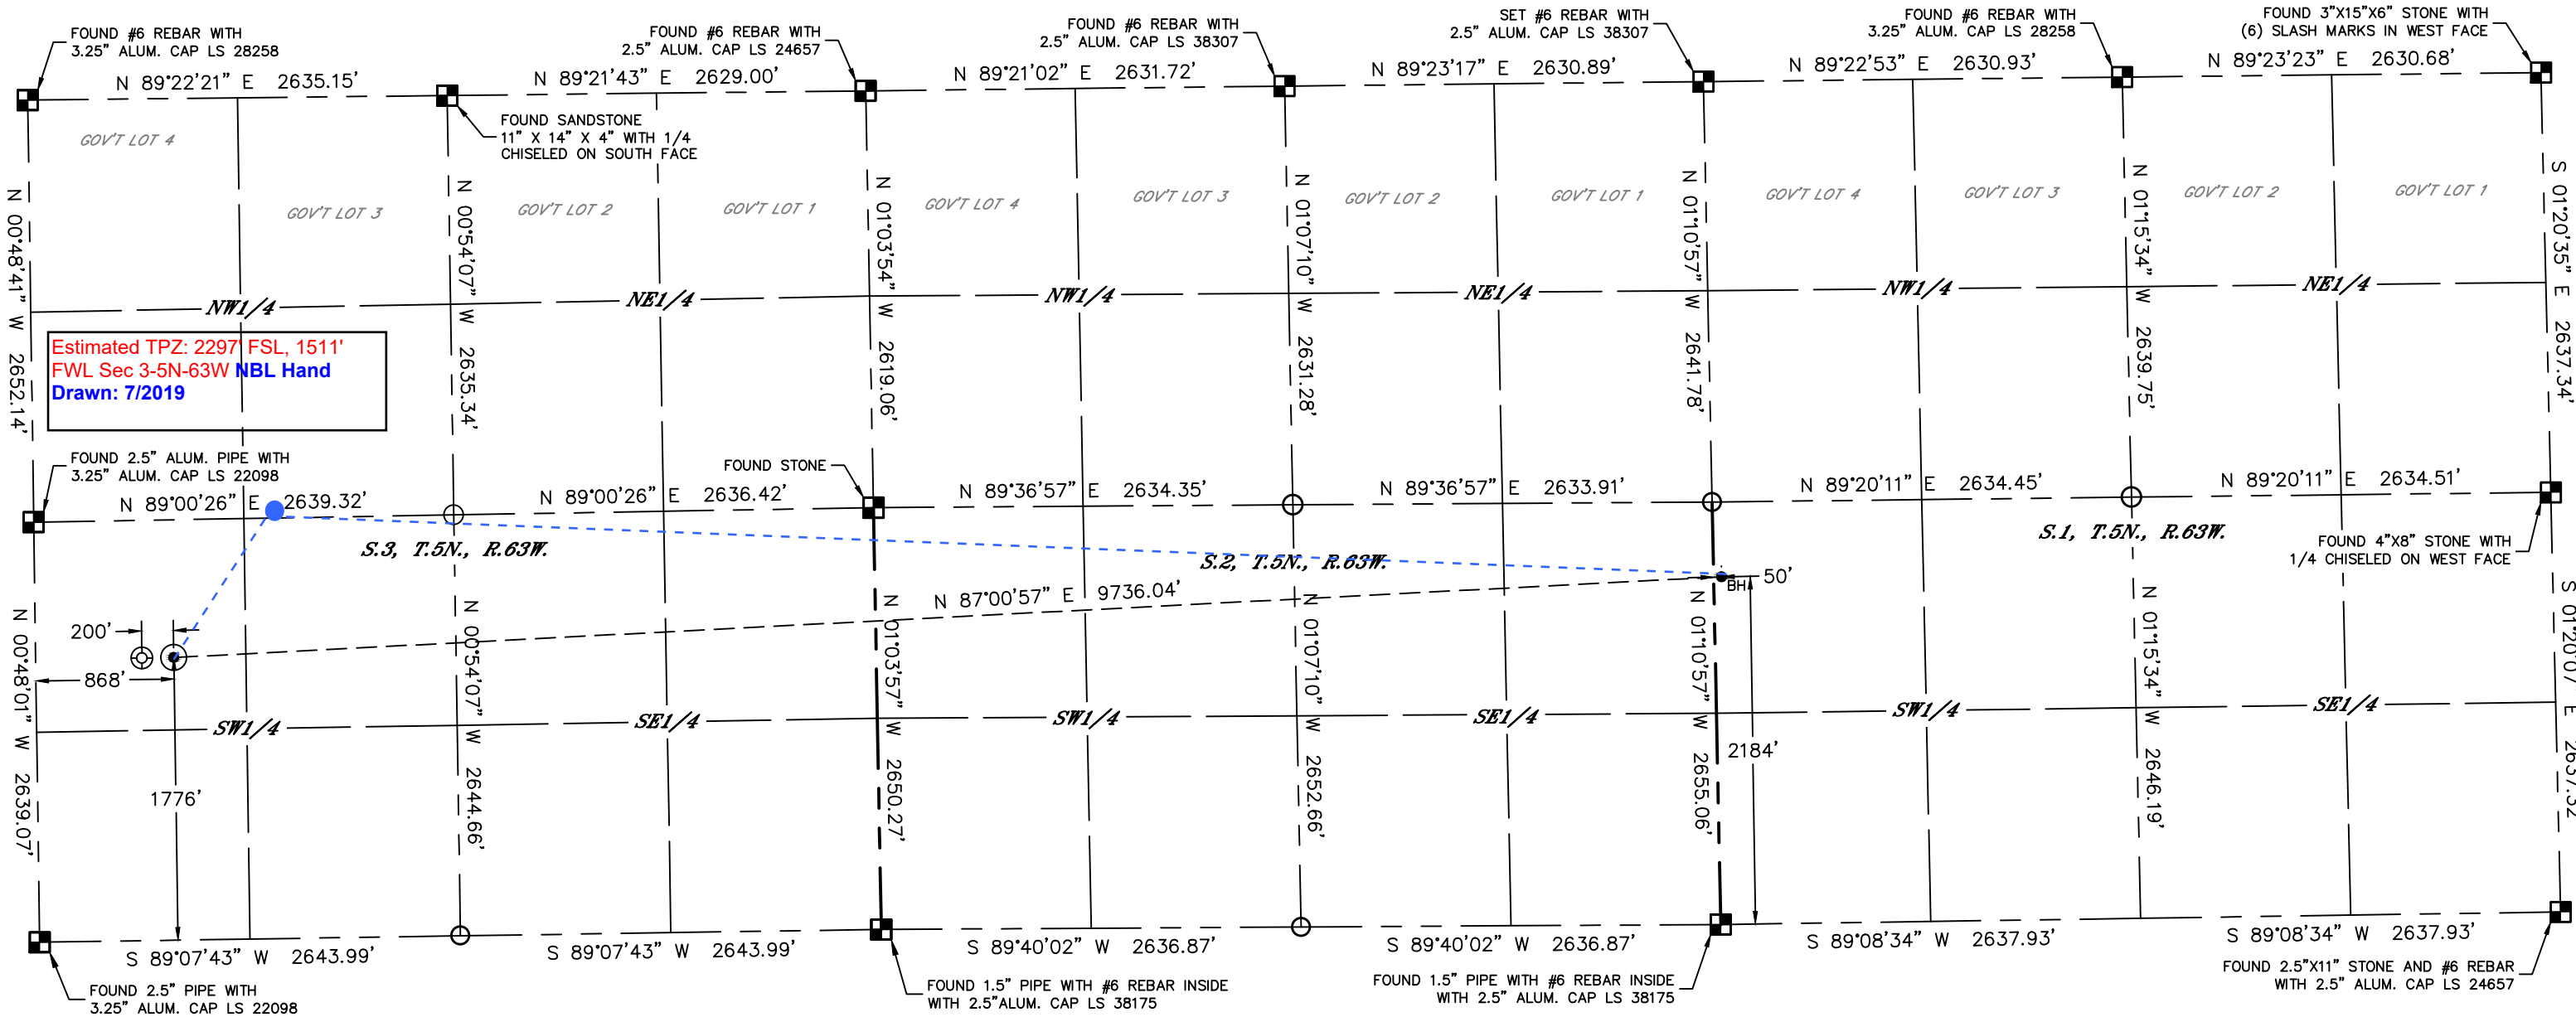 FOUND #6 REBAR WITH
3.25” ALUM. CAP LS 28258
FOUND #6 REBAR WITH
2.5” ALUM. CAP LS 24657
FOUND #6 REBAR WITH
2.5” ALUM. CAP LS 38307
SET #6 REBAR WITH
2.5” ALUM. CAP LS 38307
FOUND #6 REBAR WITH
3.25” ALUM. CAP LS 28258
FOUND 3”X15”X6” STONE WITH
(6) SLASH MARKS IN WEST FACE
N 89°22’21” E 2635.15’
N 89°21’43” E 2629.00’
N 89°21’02” E 2631.72’
N 89°23’17” E 2630.89’
N 89°22’53” E 2630.93’
N 89°23’23” E 2630.68’
FOUND SANDSTONE
11” X 14” X 4” WITH 1/4
CHISELED ON SOUTH FACE
GOV’T LOT 4
GOV’T LOT 3
GOV’T LOT 2
GOV’T LOT 1
GOV’T LOT 4
GOV’T LOT 3
GOV’T LOT 2
GOV’T LOT 1
GOV’T LOT 4
GOV’T LOT 3
GOV’T LOT 2
GOV’T LOT 1
N 00°48’41” W 2652.14’
N 00°54’07” W 2635.34’
N 01°03’54” W 2619.06’
N 01°07’10” W 2631.28’
N 01°10’57” W 2641.78’
N 01°15’34” W 2639.75’
S 01°20’35” E 2637.34’
NW1/4
NE1/4
NW1/4
NE1/4
NW1/4
NE1/4
Estimated TPZ: 2297' FSL, 1511'
FWL Sec 3-5N-63W NBL Hand
Drawn: 7/2019
FOUND 2.5” ALUM. PIPE WITH
3.25” ALUM. CAP LS 22098
FOUND STONE
N 89°00’26” E 2639.32’
N 89°00’26” E 2636.42’
N 89°36’57” E 2634.35’
N 89°36’57” E 2633.91’
N 89°20’11” E 2634.45’
N 89°20’11” E 2634.51’
S.3, T.5N., R.63W.
S.2, T.5N., R.63W.
S.1, T.5N., R.63W.
FOUND 4”X8” STONE WITH
1/4 CHISELED ON WEST FACE
N 87°00’57” E 9736.04’
BH
50’
200’
868’
1776’
2184’
N 00°48’01” W 2639.07’
N 00°54’07” W 2644.66’
N 01°03’57” W 2650.27’
N 01°07’10” W 2652.66’
N 01°10’57” W 2655.06’
N 01°15’34” W 2646.19’
S 01°20’07” E 2637.32’
SW1/4
SE1/4
SW1/4
SE1/4
SW1/4
SE1/4
S 89°07’43” W 2643.99’
S 89°07’43” W 2643.99’
S 89°40’02” W 2636.87’
S 89°40’02” W 2636.87’
S 89°08’34” W 2637.93’
S 89°08’34” W 2637.93’
FOUND 2.5” PIPE WITH
3.25” ALUM. CAP LS 22098
FOUND 1.5” PIPE WITH #6 REBAR INSIDE
WITH 2.5”ALUM. CAP LS 38175
FOUND 1.5” PIPE WITH #6 REBAR INSIDE
WITH 2.5” ALUM. CAP LS 38175
FOUND 2.5”X11” STONE AND #6 REBAR
WITH 2.5” ALUM. CAP LS 24657